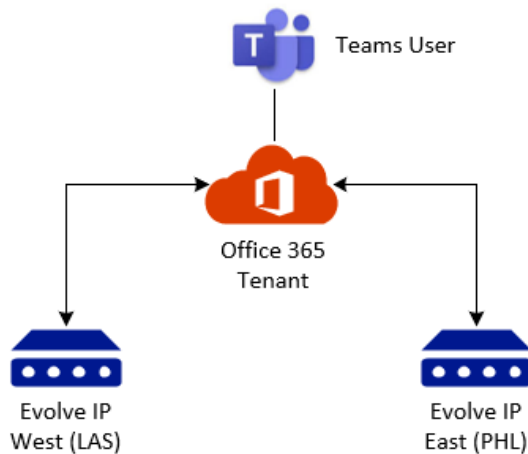 T
Teams User
Office 365
Tenant
Evolve IP
West (LAS)
Evolve IP
East (PHL)